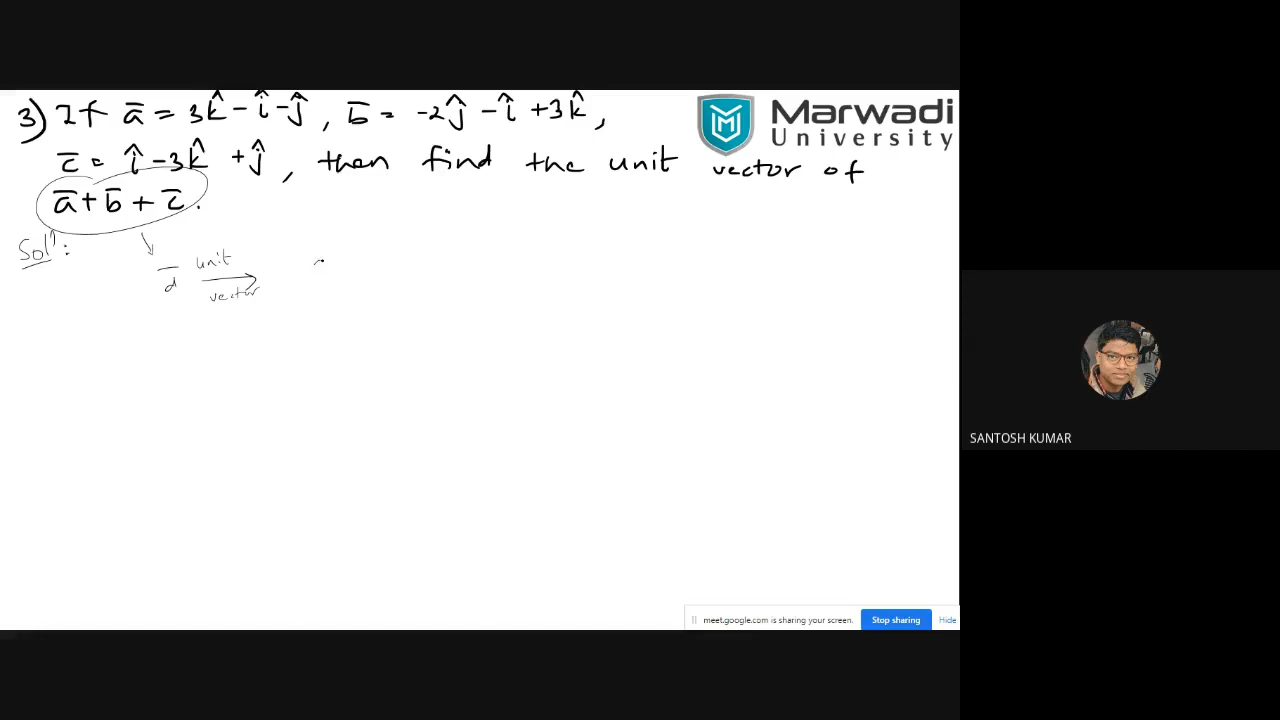 3) If a̅ = 3k̂ - î - ĵ, b̅ = -2ĵ - î + 3k̂,
c̅ = î - 3k̂ + ĵ, then find the unit vector of
a̅ + b̅ + c̅.
Solⁿ:
d̅ unit vector
Marwadi
University
SANTOSH KUMAR
meet.google.com is sharing your screen. Stop sharing Hide